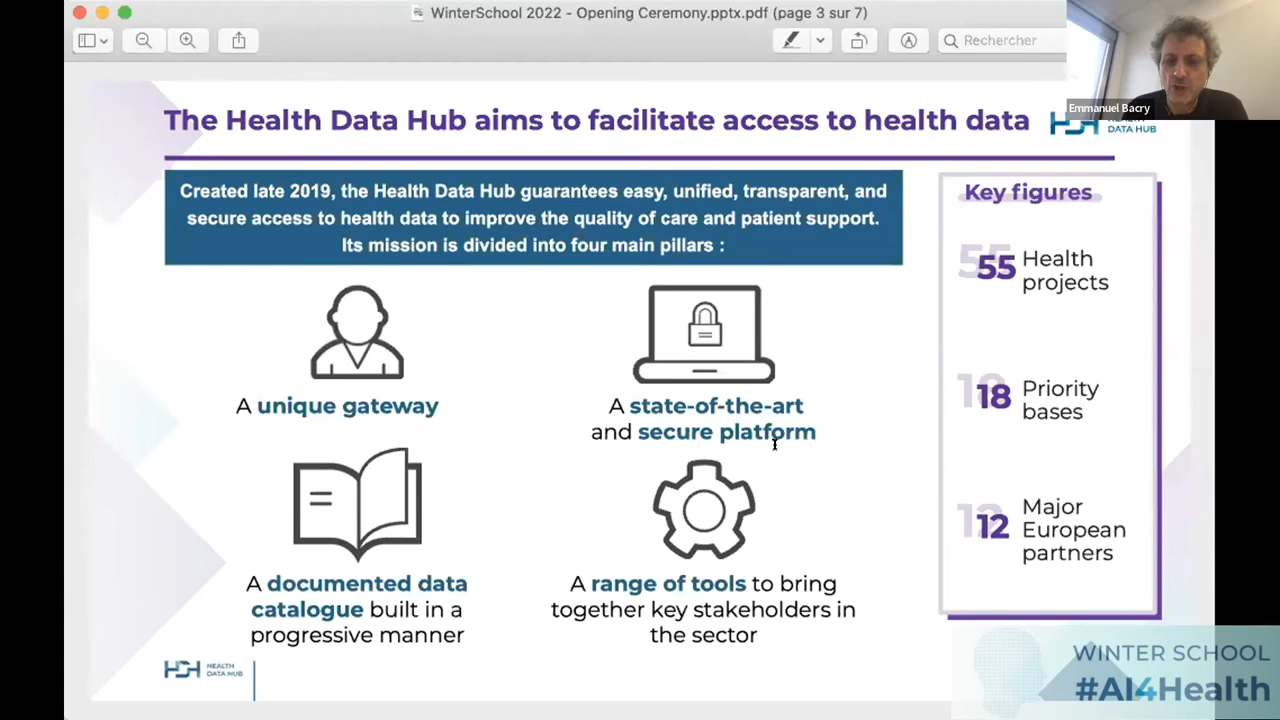 WinterSchool 2022 - Opening Ceremony.pptx.pdf (page 3 sur 7)
Rechercher
Emmanuel Bacry
The Health Data Hub aims to facilitate access to health data
HEALTH
DATA HUB
Created late 2019, the Health Data Hub guarantees easy, unified, transparent, and
secure access to health data to improve the quality of care and patient support.
Its mission is divided into four main pillars :
A unique gateway
A state-of-the-art
and secure platform
A documented data
catalogue built in a
progressive manner
A range of tools to bring
together key stakeholders in
the sector
Key figures
55 Health
projects
18 Priority
bases
12 Major
European
partners
HDH HEALTH
DATA HUB
WINTER SCHOOL
#AI4Health